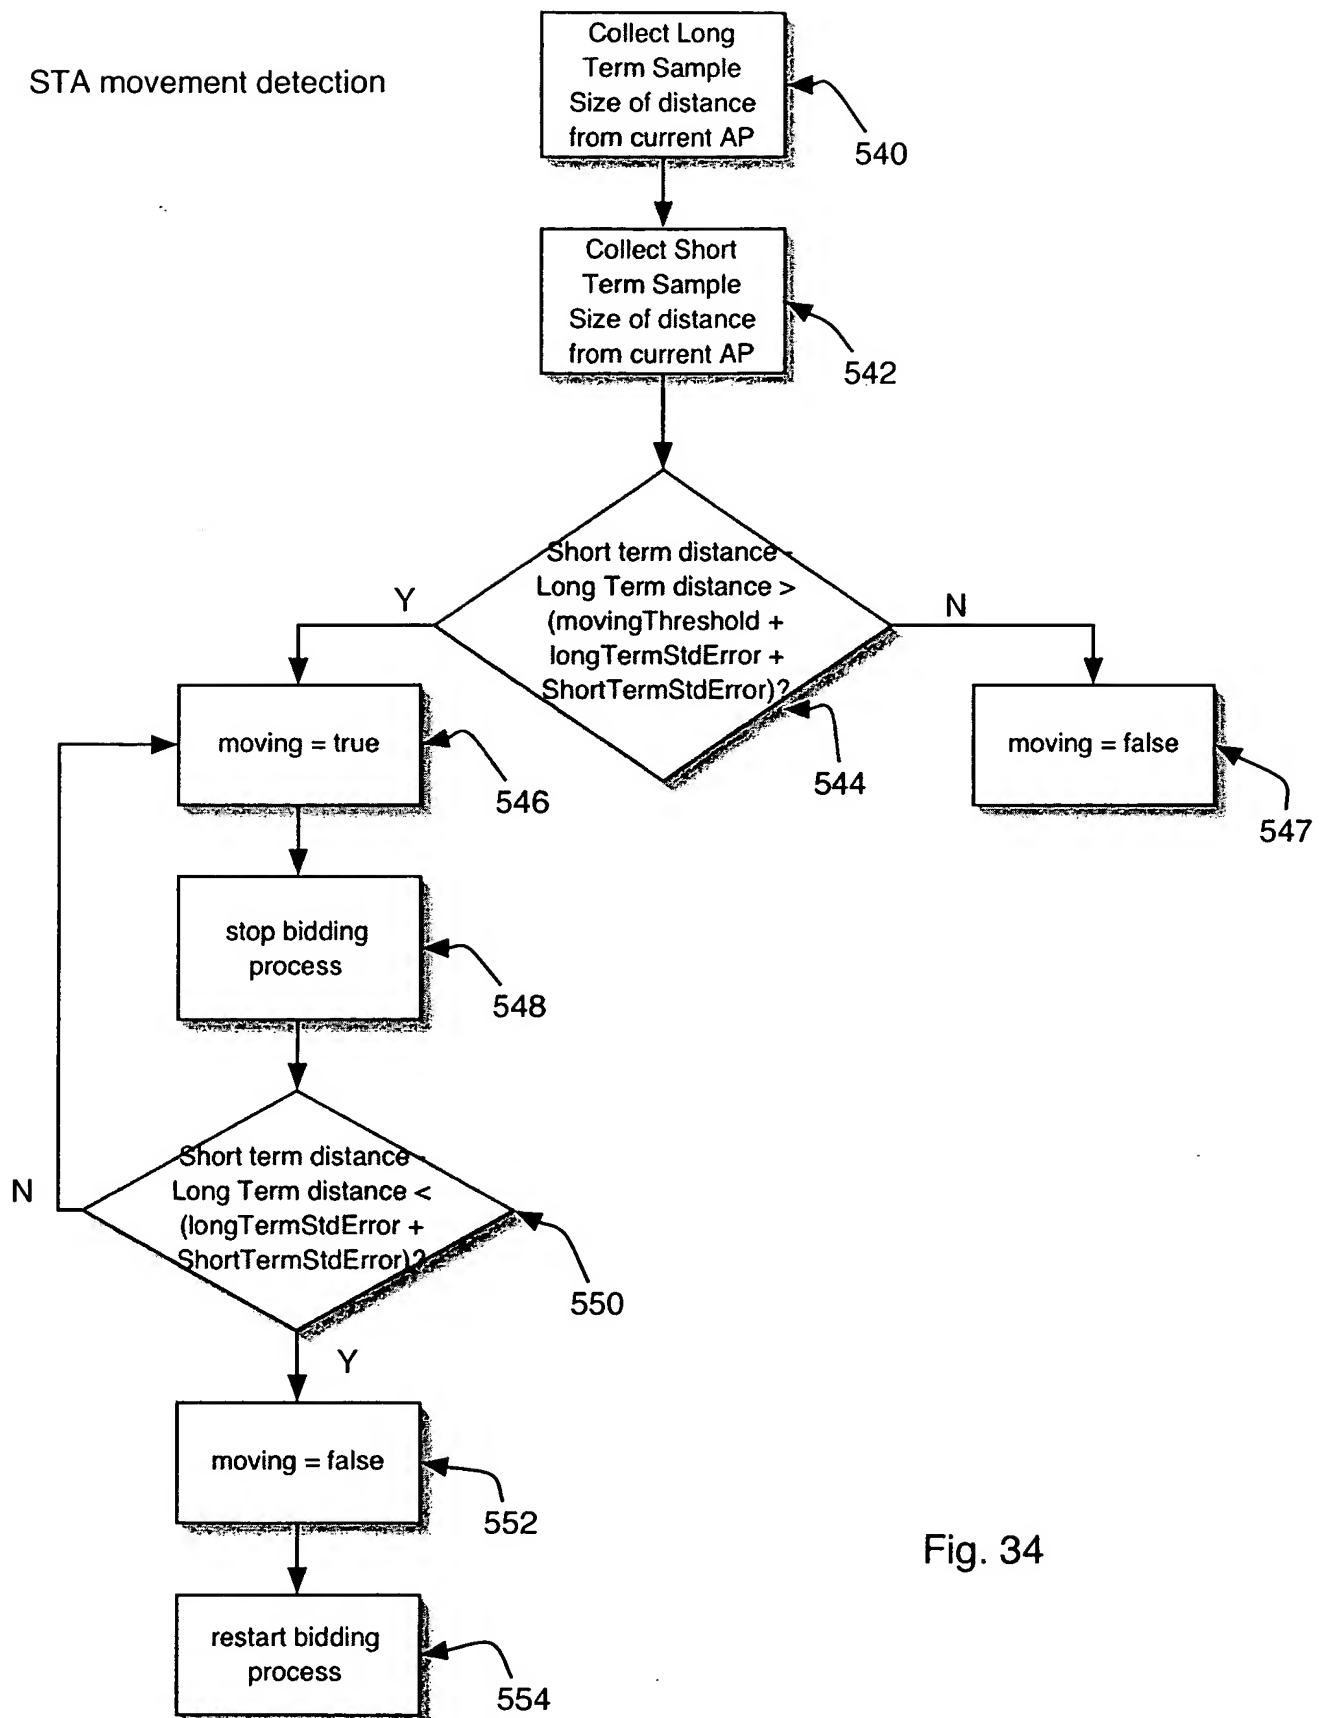 STA movement detection
Collect Long
Term Sample
Size of distance
from current AP
540
Collect Short
Term Sample
Size of distance
from current AP
542
Short term distance -
Long Term distance >
(movingThreshold +
longTermStdError +
ShortTermStdError)?
544
Y
N
moving = true
546
moving = false
547
stop bidding
process
548
Short term distance -
Long Term distance <
(longTermStdError +
ShortTermStdError)?
550
N
Y
moving = false
552
restart bidding
process
554
Fig. 34